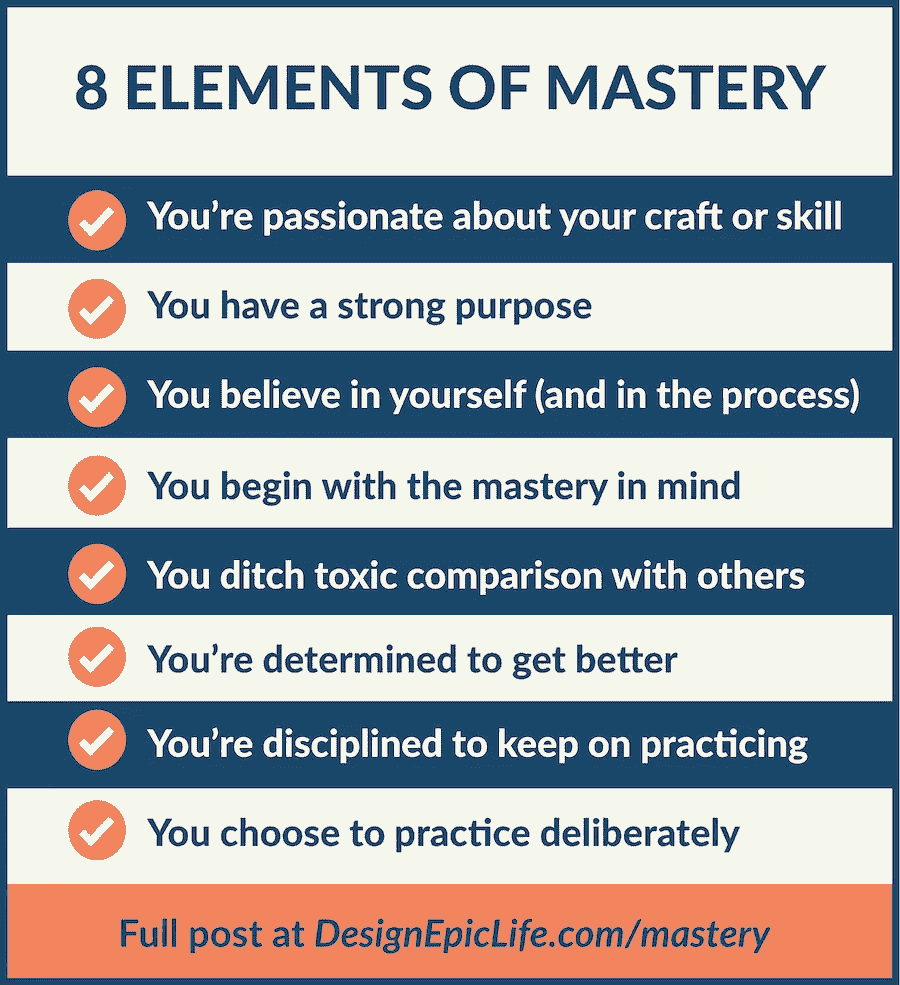 8 ELEMENTS OF MASTERY
You're passionate about your craft or skill
You have a strong purpose
You believe in yourself (and in the process)
You begin with the mastery in mind
You ditch toxic comparison with others
You're determined to get better
You're disciplined to keep on practicing
You choose to practice deliberately
Full post at DesignEpicLife.com/mastery